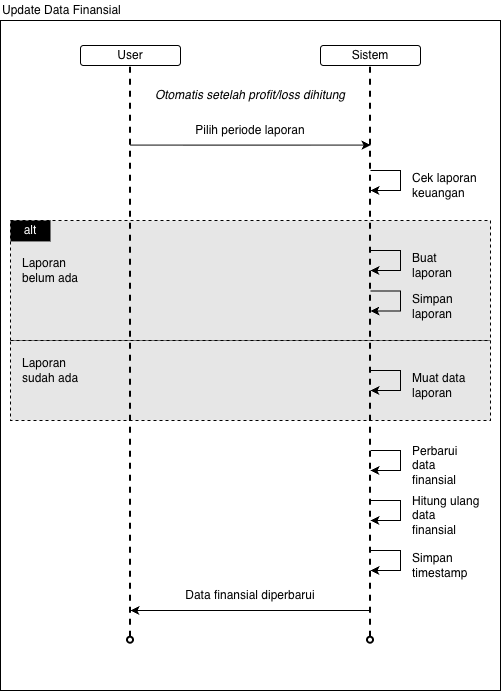 Update Data Finansial
User
Sistem
Otomatis setelah profit/loss dihitung
Pilih periode laporan
Cek laporan
keuangan
alt
Laporan
belum ada
Buat
laporan
Simpan
laporan
Laporan
sudah ada
Muat data
laporan
Perbarui
data
finansial
Hitung ulang
data
finansial
Simpan
timestamp
Data finansial diperbarui